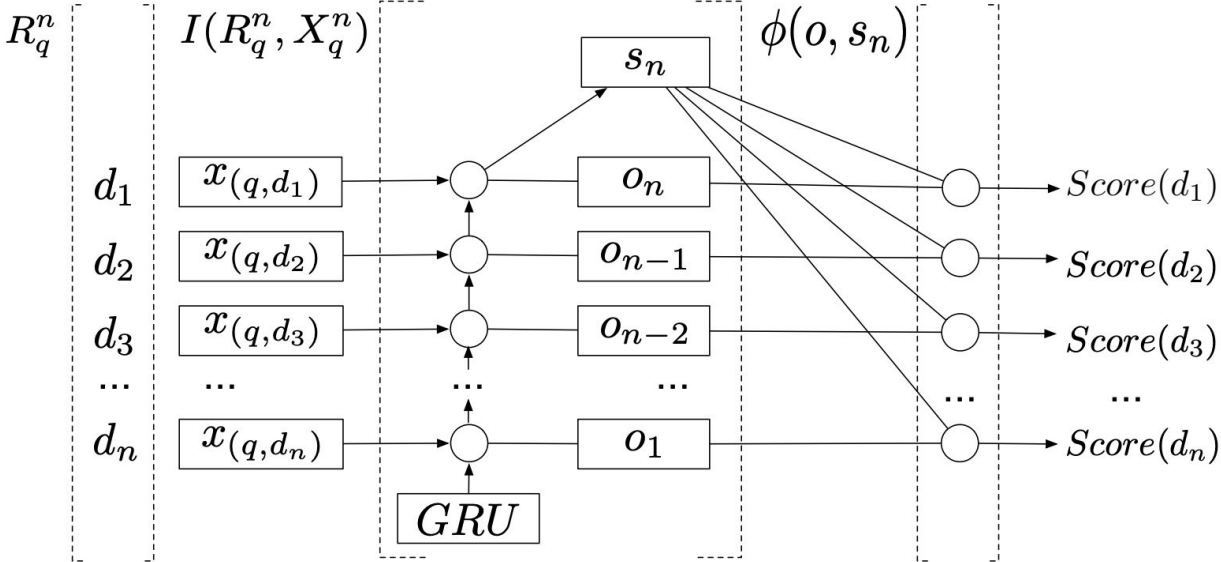 R_q^n I(R_q^n, X_q^n) s_n ϕ(o, s_n)
d_1 x_(q,d_1) o_n Score(d_1)
d_2 x_(q,d_2) o_{n−1} Score(d_2)
d_3 x_(q,d_3) o_{n−2} Score(d_3)
... ... ... ... ... ...
d_n x_(q,d_n) o_1 Score(d_n)
GRU